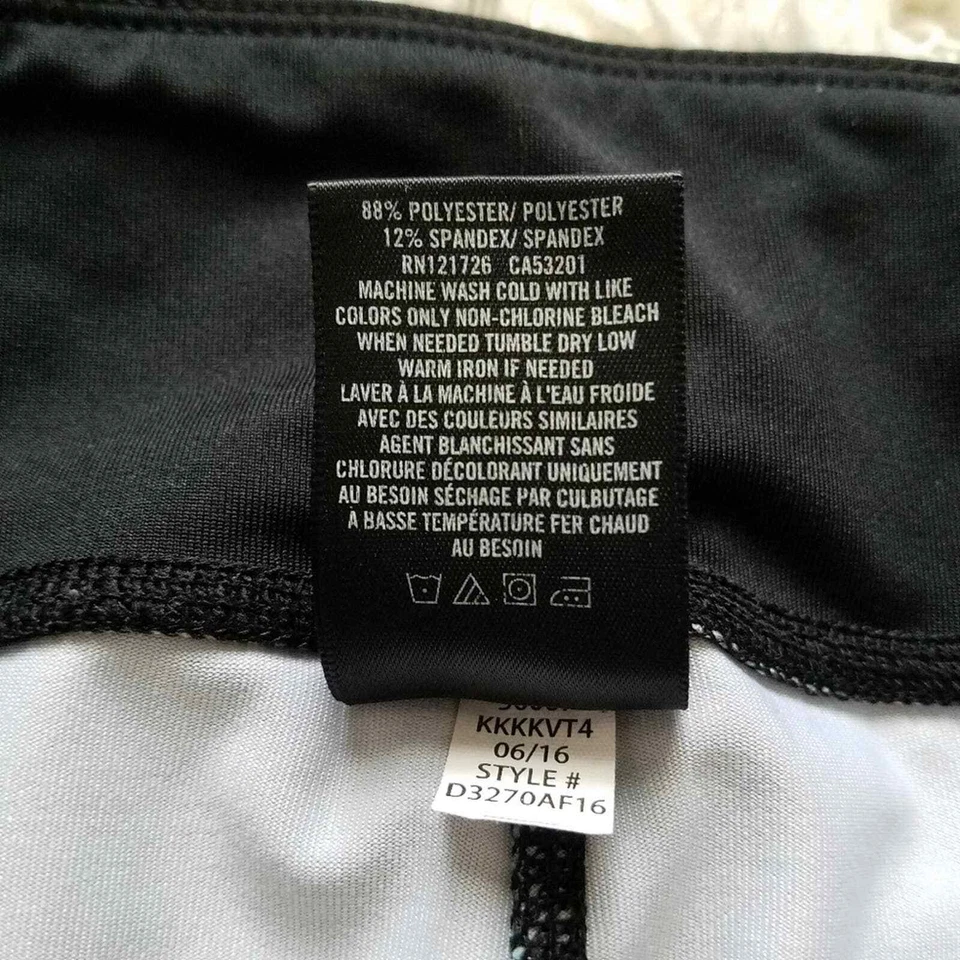 88% POLYESTER/ POLYESTER
12% SPANDEX/ SPANDEX
RN121726 CA53201
MACHINE WASH COLD WITH LIKE
COLORS ONLY NON-CHLORINE BLEACH
WHEN NEEDED TUMBLE DRY LOW
WARM IRON IF NEEDED
LAVER À LA MACHINE À L'EAU FROIDE
AVEC DES COULEURS SIMILAIRES
AGENT BLANCHISSANT SANS
CHLORURE DÉCOLORANT UNIQUEMENT
AU BESOIN SÉCHAGE PAR CULBUTAGE
À BASSE TEMPÉRATURE FER CHAUD
AU BESOIN
KKKKVT4
06/16
STYLE #
D3270AF16